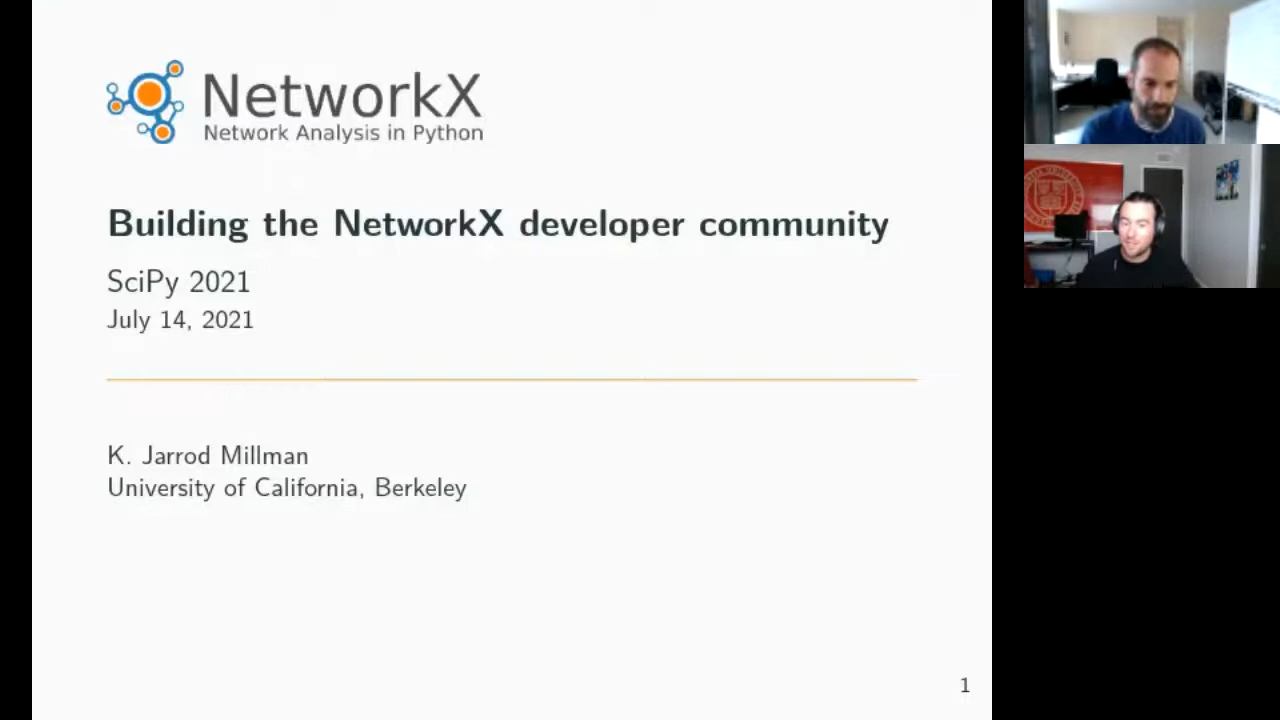 NetworkX
Network Analysis in Python
Building the NetworkX developer community
SciPy 2021
July 14, 2021
K. Jarrod Millman
University of California, Berkeley
1